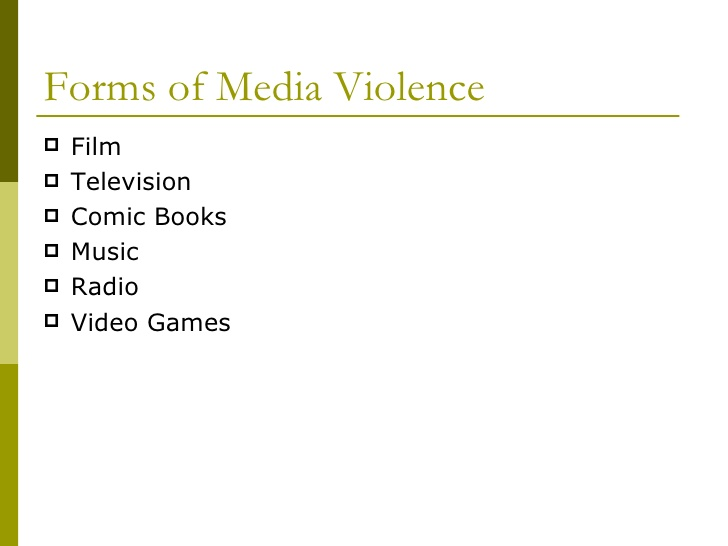 Forms of Media Violence
Film
Television
Comic Books
Music
Radio
Video Games